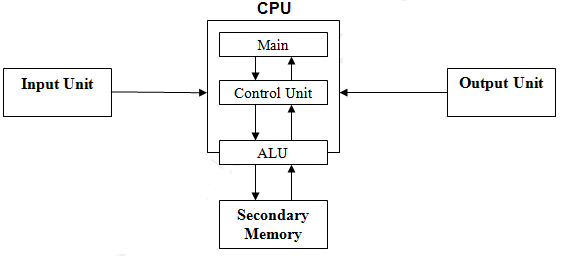 CPU
Main
Input Unit
Control Unit
Output Unit
ALU
Secondary
Memory